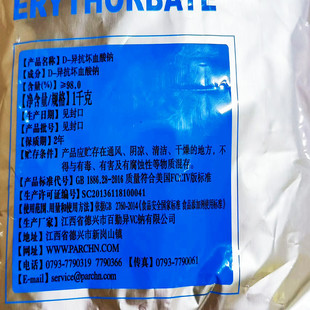 ERYTHORBATE
【产品名称】D-异抗坏血酸钠
【成分】D-异抗坏血酸钠
【含量(%)】≥98.0
【净含量/规格】1千克
【生产日期】见封口
【产品批号】见封口
【保质期】2年
【贮存条件】产品应贮存在通风、阴凉、清洁、干燥的地方,不
得与有毒、有害及有腐蚀性等物质混存。
【产品标准代号】GB 1886.28-2016 质量符合美国FCCIV版标准
【生产许可证编号】SC20136118100041
【使用范围、用量和使用方法】依据GB 2760-2014《食品安全国家标准 食品添加剂使用标准》
【生产厂家】江西省德兴市百勤异VC钠有限公司
【地址】江西省德兴市新岗山镇
【网址】WWW.PARCHN.COM
【电话】0793-7790319 7790366 【传真】0793-7790061
【E-mail】service@parchn.com